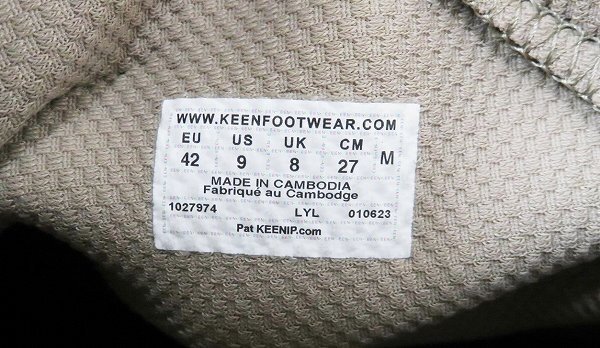 WWW.KEENFOOTWEAR.COM
EU US UK CM M
42 9 8 27
MADE IN CAMBODIA
Fabriqué au Cambodge
1027974 LYL 010623
Pat KEENIP.com